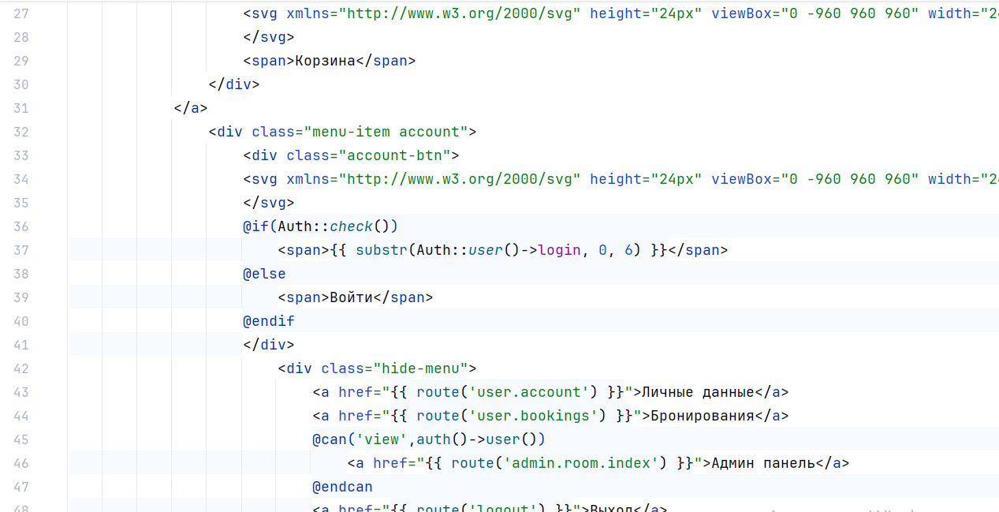 27 <svg xmlns="http://www.w3.org/2000/svg" height="24px" viewBox="0 -960 960 960" width="2
28 </svg>
29 <span>Корзина</span>
30 </div>
31 </a>
32 <div class="menu-item account">
33 <div class="account-btn">
34 <svg xmlns="http://www.w3.org/2000/svg" height="24px" viewBox="0 -960 960 960" width="2
35 </svg>
36 @if(Auth::check())
37 <span>{{ substr(Auth::user()->login, 0, 6) }}</span>
38 @else
39 <span>Войти</span>
40 @endif
41 </div>
42 <div class="hide-menu">
43 <a href="{{ route('user.account') }}">Личные данные</a>
44 <a href="{{ route('user.bookings') }}">Бронирования</a>
45 @can('view',auth()->user())
46 <a href="{{ route('admin.room.index') }}">Админ панель</a>
47 @endcan
48 <a href="{{ route('logout') }}">Выход</a>